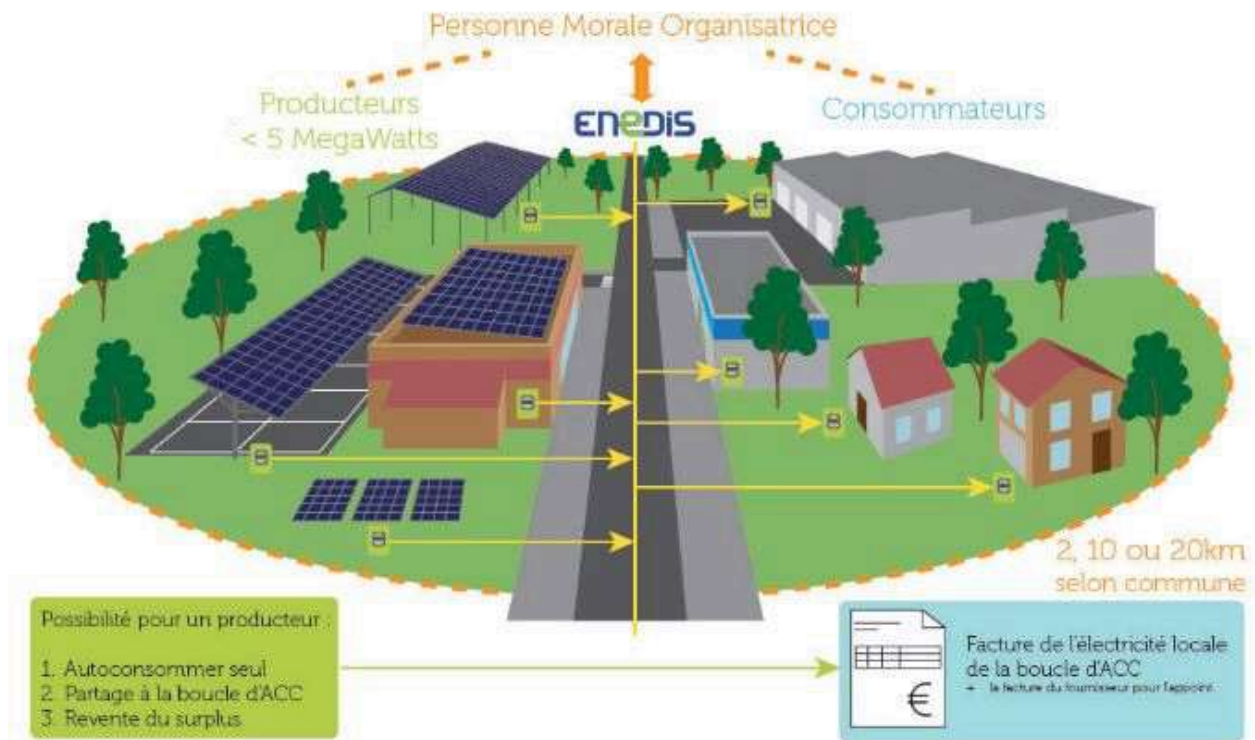 Personne Morale Organisatrice
Producteurs
< 5 MegaWatts
ENEDIS
Consommateurs
2, 10 ou 20km
selon commune
Possibilité pour un producteur :
1. Autoconsommer seul
2. Partage à la boucle d'ACC
3. Revente du surplus
€
Facture de l'électricité locale
de la boucle d'ACC
+ la facture du fournisseur pour l'appoint.